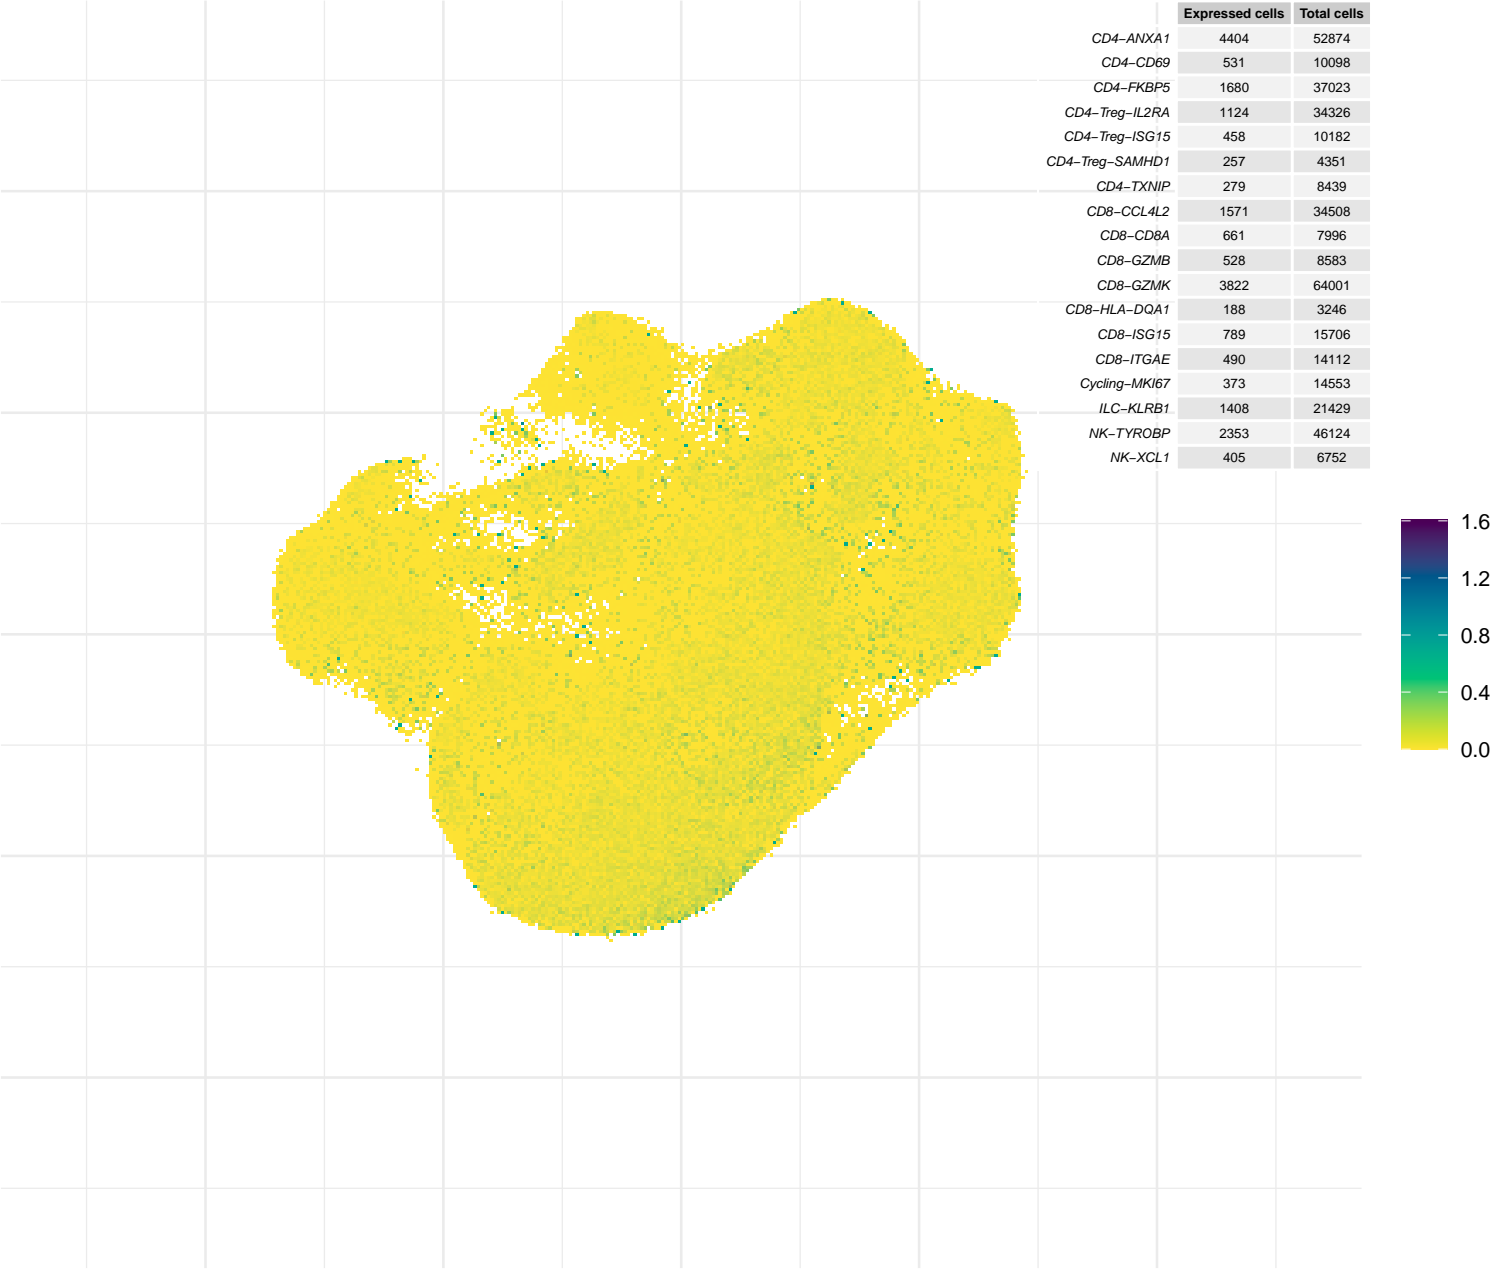 Expressed cells Total cells
CD4−ANXA1 4404 52874
CD4−CD69 531 10098
CD4−FKBP5 1680 37023
CD4−Treg−IL2RA 1124 34326
CD4−Treg−ISG15 458 10182
CD4−Treg−SAMHD1 257 4351
CD4−TXNIP 279 8439
CD8−CCL4L2 1571 34508
CD8−CD8A 661 7996
CD8−GZMB 528 8583
CD8−GZMK 3822 64001
CD8−HLA−DQA1 188 3246
CD8−ISG15 789 15706
CD8−ITGAE 490 14112
Cycling−MKI67 373 14553
ILC−KLRB1 1408 21429
NK−TYROBP 2353 46124
NK−XCL1 405 6752
1.6
1.2
0.8
0.4
0.0